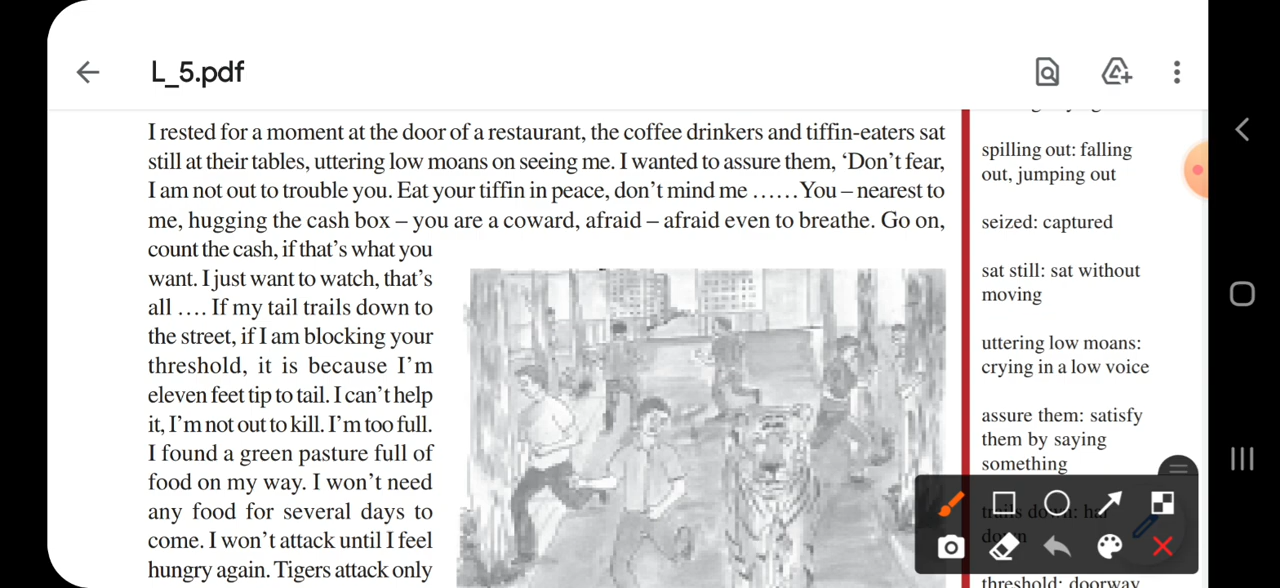 L_5.pdf
I rested for a moment at the door of a restaurant, the coffee drinkers and tiffin-eaters sat
still at their tables, uttering low moans on seeing me. I wanted to assure them, ‘Don’t fear,
I am not out to trouble you. Eat your tiffin in peace, don’t mind me ......You – nearest to
me, hugging the cash box – you are a coward, afraid – afraid even to breathe. Go on,
count the cash, if that’s what you
want. I just want to watch, that’s
all .... If my tail trails down to
the street, if I am blocking your
threshold, it is because I’m
eleven feet tip to tail. I can’t help
it, I’m not out to kill. I’m too full.
I found a green pasture full of
food on my way. I won’t need
any food for several days to
come. I won’t attack until I feel
hungry again. Tigers attack only
spilling out: falling
out, jumping out
seized: captured
sat still: sat without
moving
uttering low moans:
crying in a low voice
assure them: satisfy
them by saying
something
trails down:
threshold: doorway